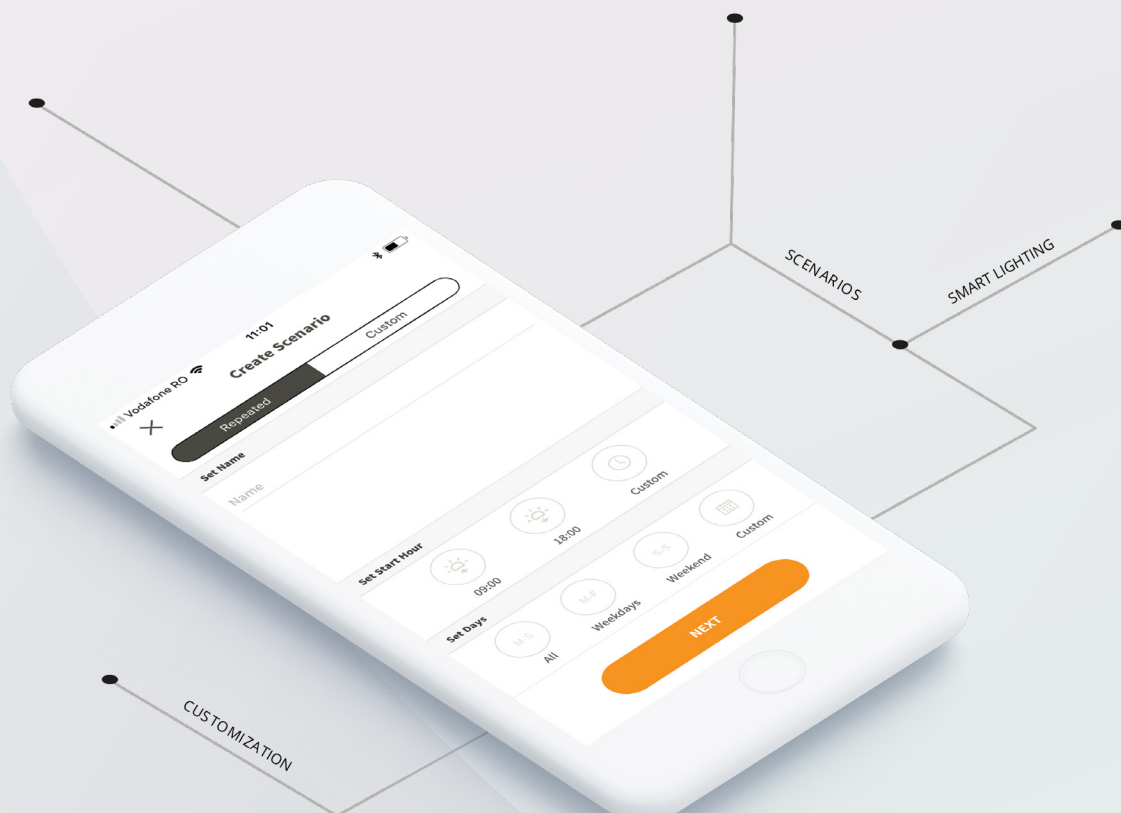 SCENARIOS
SMART LIGHTING
Vodafone RO
11:01
Create Scenario
Repeated
Custom
Set Name
Name
Set Start Hour
09:00
18:00
Custom
Set Days
M-S
M-F
S-S
All
Weekdays
Weekend
Custom
NEXT
CUSTOMIZATION